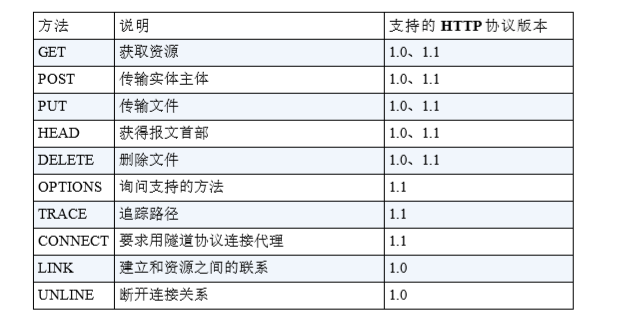 方法 说明 支持的 HTTP 协议版本
GET 获取资源 1.0、1.1
POST 传输实体主体 1.0、1.1
PUT 传输文件 1.0、1.1
HEAD 获得报文首部 1.0、1.1
DELETE 删除文件 1.0、1.1
OPTIONS 询问支持的方法 1.1
TRACE 追踪路径 1.1
CONNECT 要求用隧道协议连接代理 1.1
LINK 建立和资源之间的联系 1.0
UNLINE 断开连接关系 1.0